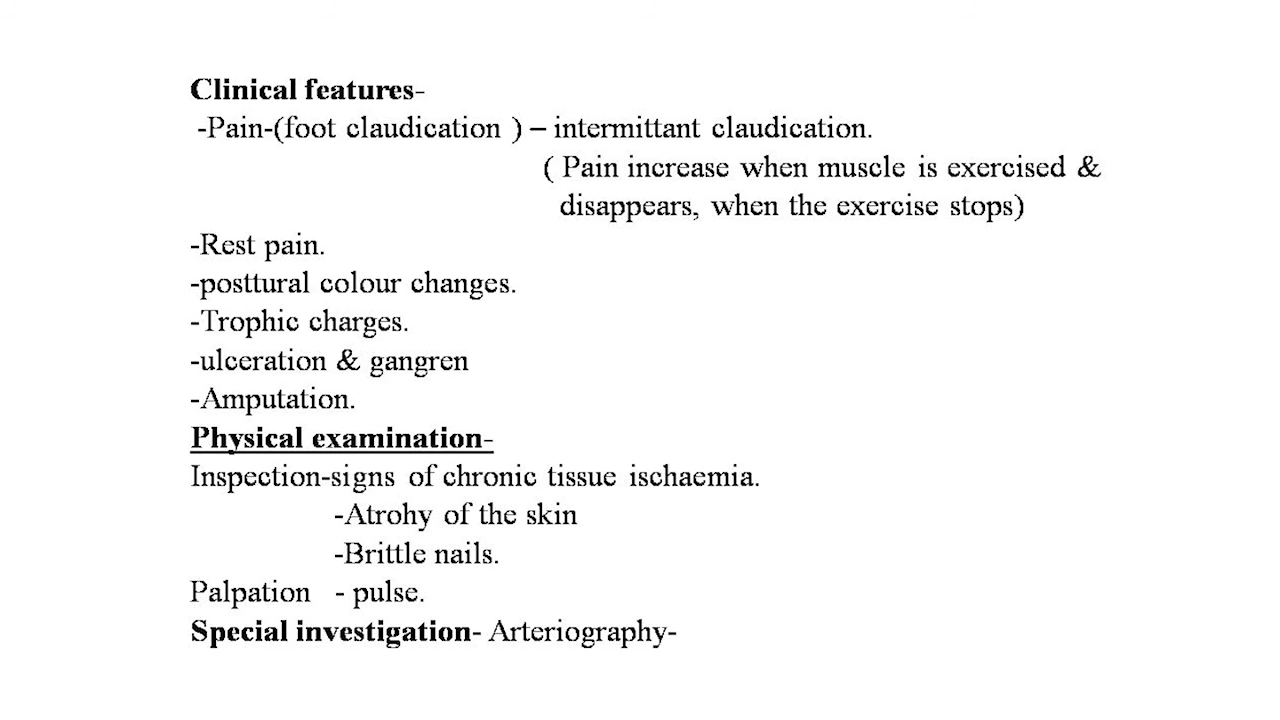 Clinical features-
-Pain-(foot claudication ) – intermittant claudication.
( Pain increase when muscle is exercised &
disappears, when the exercise stops)
-Rest pain.
-posttural colour changes.
-Trophic charges.
-ulceration & gangren
-Amputation.
Physical examination-
Inspection-signs of chronic tissue ischaemia.
-Atrohy of the skin
-Brittle nails.
Palpation - pulse.
Special investigation- Arteriography-